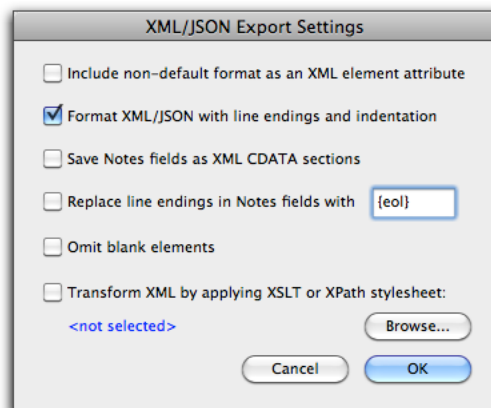 XML/JSON Export Settings
Include non-default format as an XML element attribute
Format XML/JSON with line endings and indentation
Save Notes fields as XML CDATA sections
Replace line endings in Notes fields with {eol}
Omit blank elements
Transform XML by applying XSLT or XPath stylesheet:
<not selected> Browse...
Cancel OK